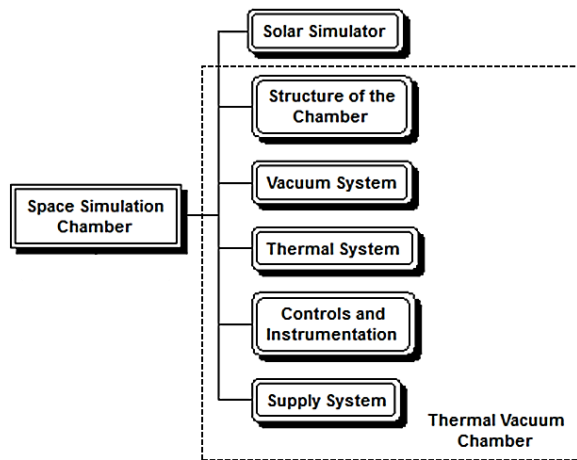 Solar Simulator
Structure of the
Chamber
Vacuum System
Space Simulation
Chamber
Thermal System
Controls and
Instrumentation
Supply System
Thermal Vacuum
Chamber